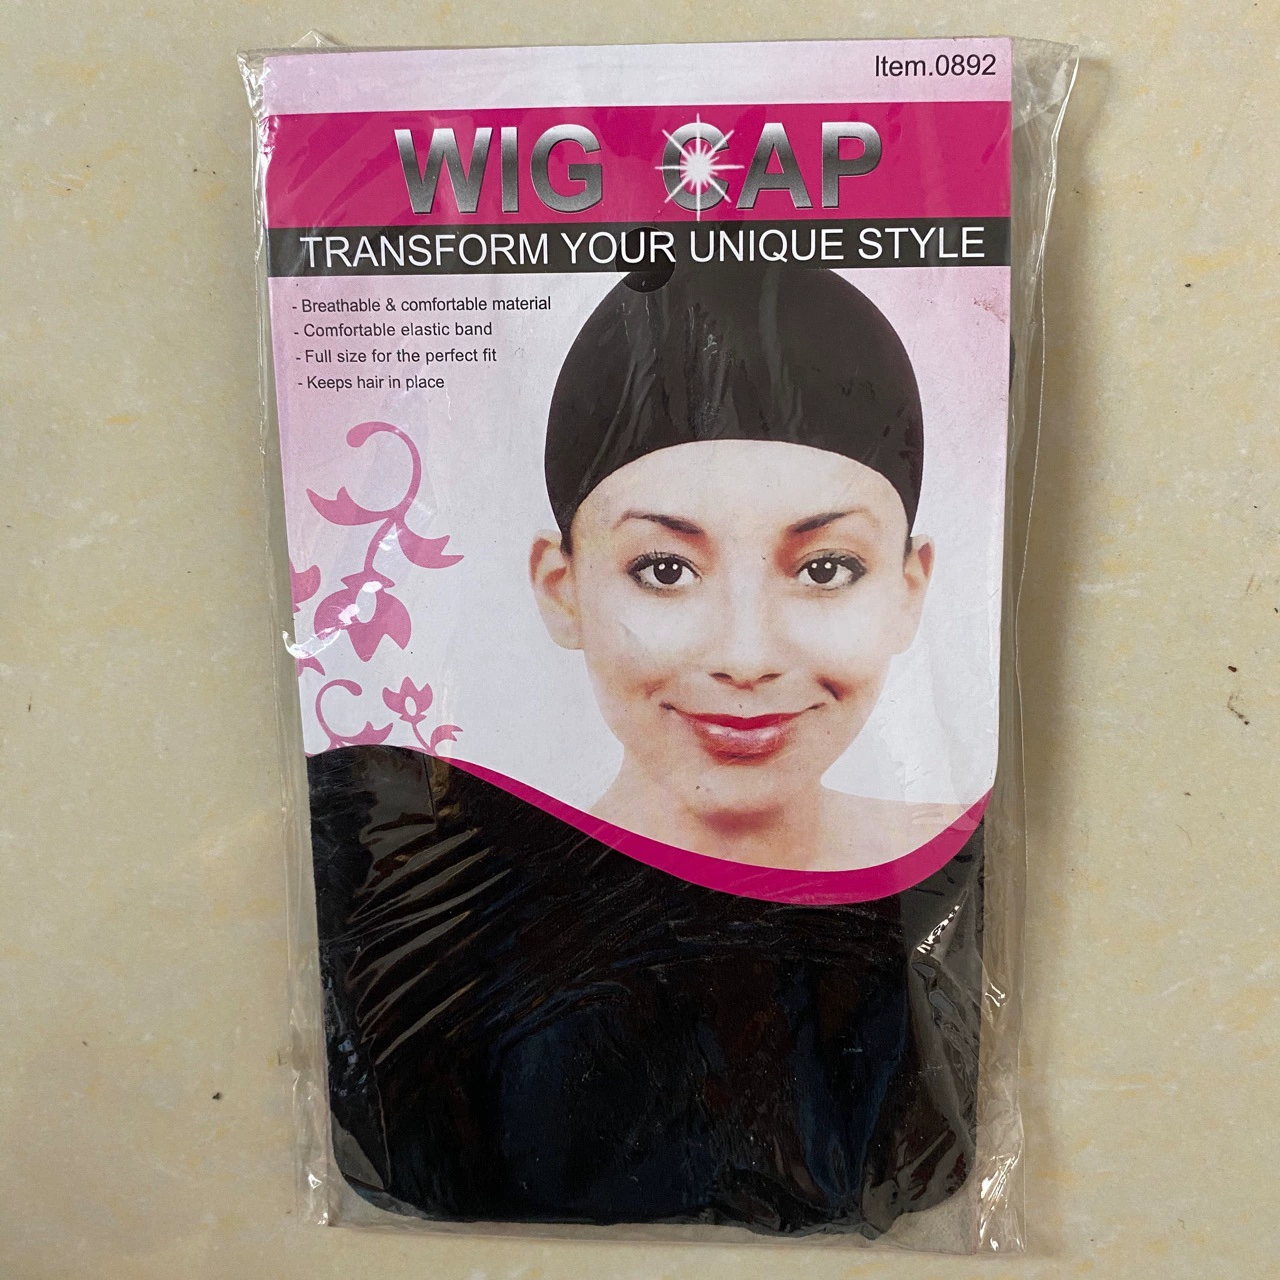 Item.0892
WIG CAP
TRANSFORM YOUR UNIQUE STYLE
- Breathable & comfortable material
- Comfortable elastic band
- Full size for the perfect fit
- Keeps hair in place